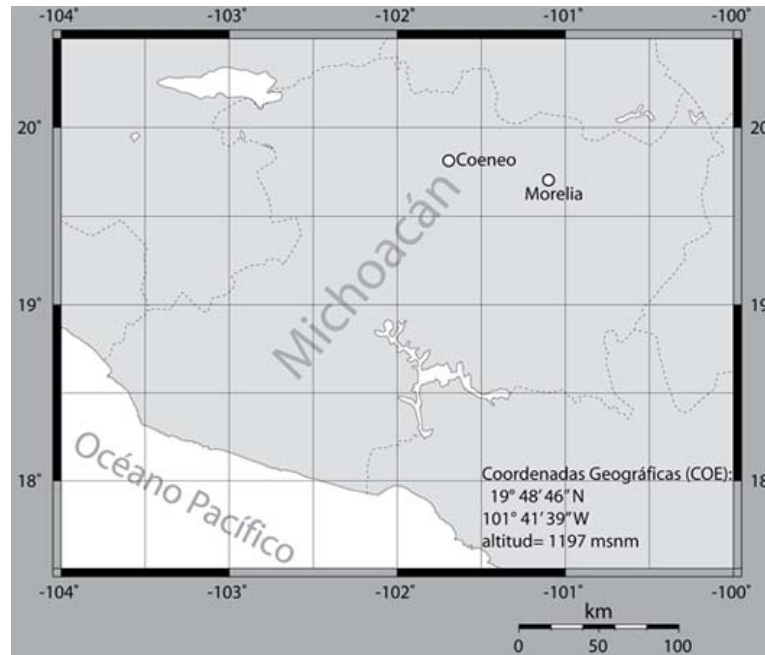 -104˚ -103˚ -102˚ -101˚ -100˚
20˚ 20
Coeneo
Morelia
Michoacán
19˚ 19
18˚ 18
Océano Pacífico
Coordenadas Geográficas (COE):
19° 48' 46" N
101° 41' 39" W
altitud= 1197 msnm
-104˚ -103˚ -102˚ -101˚ -100˚
km
0 50 100